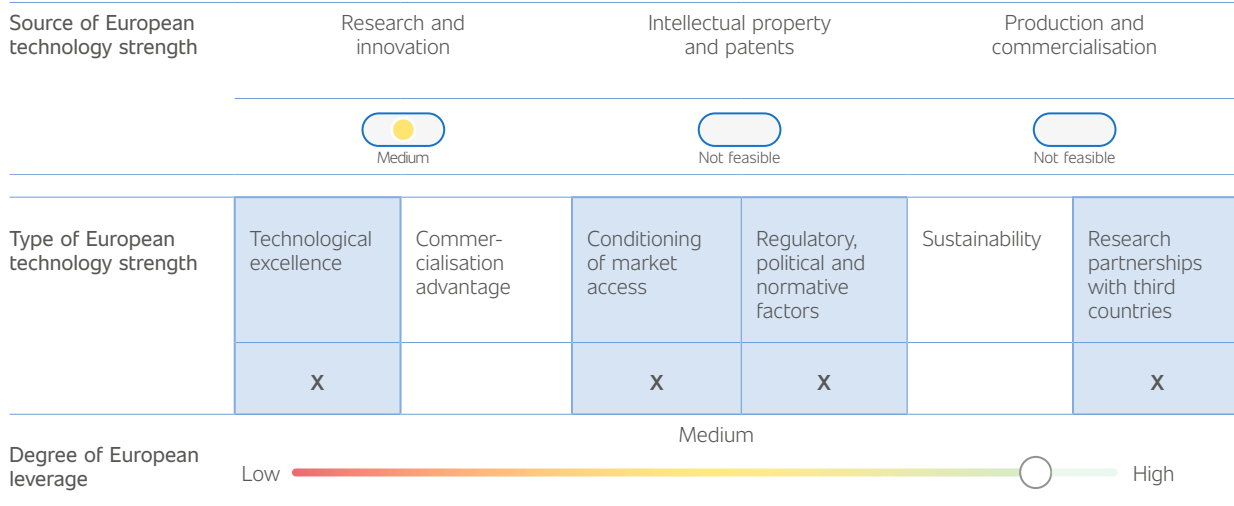 Source of European
technology strength
Research and
innovation
Intellectual property
and patents
Production and
commercialisation
Medium
Not feasible
Not feasible
Type of European
technology strength
Technological
excellence
Commer-
cialisation
advantage
Conditioning
of market
access
Regulatory,
political and
normative
factors
Sustainability
Research
partnerships
with third
countries
X
X
X
X
Degree of European
leverage
Low
Medium
High